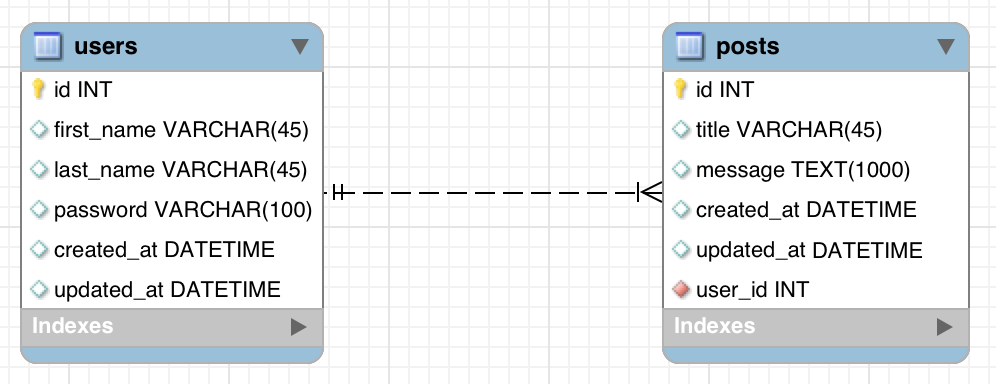 users
id INT
first_name VARCHAR(45)
last_name VARCHAR(45)
password VARCHAR(100)
created_at DATETIME
updated_at DATETIME
Indexes
posts
id INT
title VARCHAR(45)
message TEXT(1000)
created_at DATETIME
updated_at DATETIME
user_id INT
Indexes